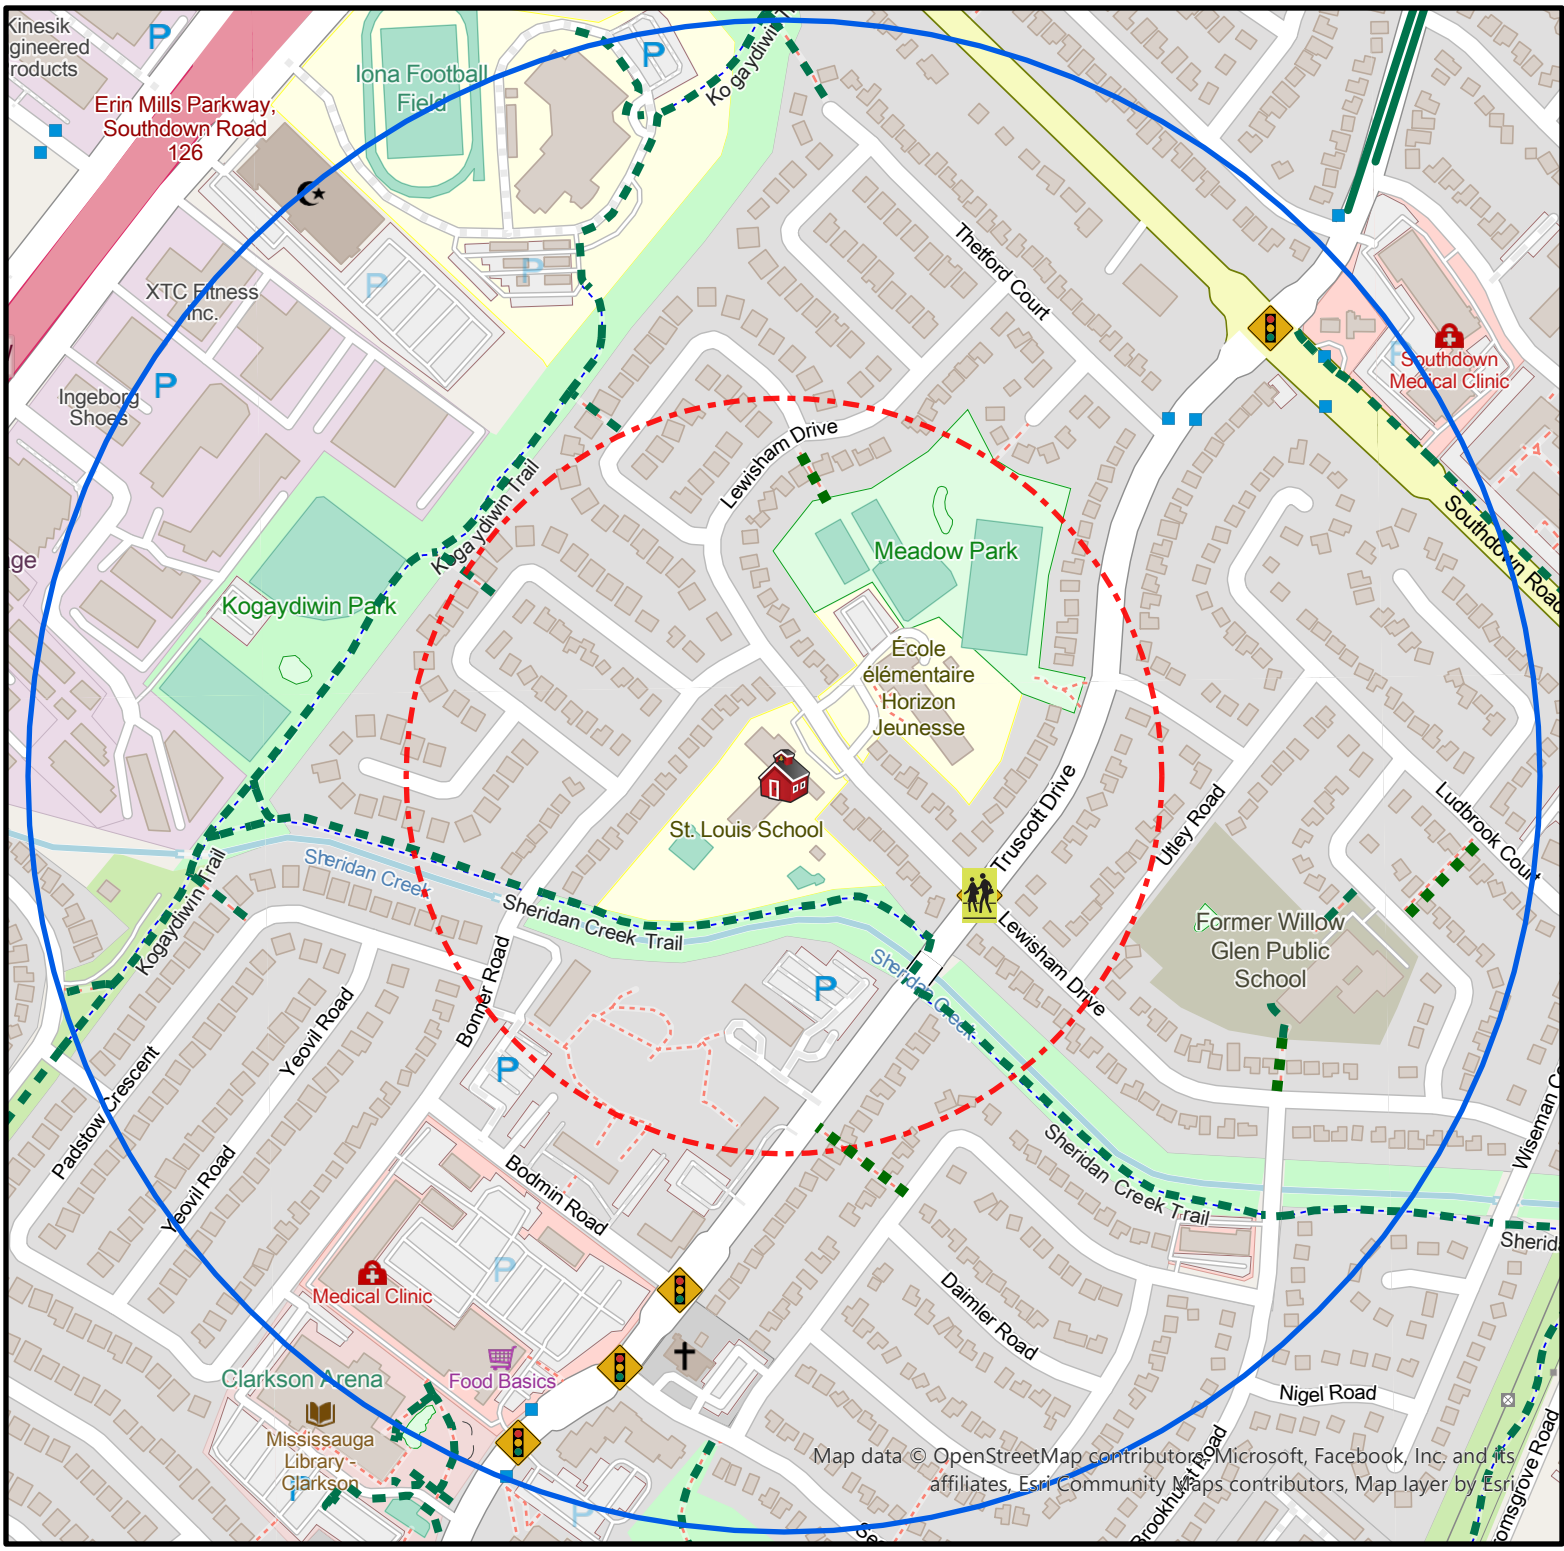 Kinesik
gineered
roducts
P
Iona Football
Field
P
Kogaydiwin T
Erin Mills Parkway,
Southdown Road
126
Thetford Court
XTC Fitness
Inc.
P
P
Ingeborg
Shoes
P
P
Southdown
Medical Clinic
Lewisham Drive
Kogaydiwin Trail
Southdown Road
age
Meadow Park
Kogaydiwin Park
École
élémentaire
Horizon
Jeunesse
St. Louis School
Truscott Drive
Utley Road
Ludbrook Court
Sheridan Creek
Kogaydiwin Trail
Sheridan Creek Trail
Former Willow
Glen Public
School
Sheridan Creek
Lewisham Drive
P
Bonner Road
Yeovil Road
P
Padstow Crescent
Wiseman Co
Sheridan Creek Trail
Yeovil Road
Bodmin Road
Sherid
P
Medical Clinic
Daimler Road
Clarkson Arena
Food Basics
Nigel Road
Mississauga
Library -
Clarkson
P
P
Brookhurst Road
omsgrove Road
Map data © OpenStreetMap contributors, Microsoft, Facebook, Inc. and its
affiliates, Esri Community Maps contributors, Map layer by Esri